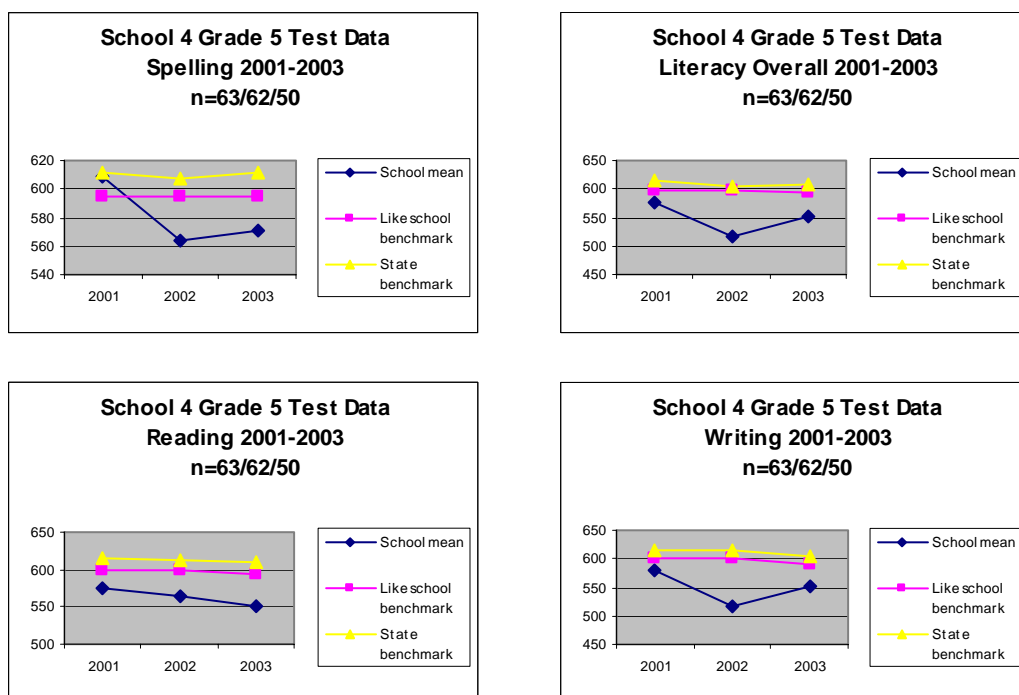 School 4 Grade 5 Test Data
Spelling 2001-2003
n=63/62/50
620
600
580
560
540
2001 2002 2003
School mean
Like school
benchmark
State
benchmark
School 4 Grade 5 Test Data
Literacy Overall 2001-2003
n=63/62/50
650
600
550
500
450
2001 2002 2003
School mean
Like school
benchmark
State
benchmark
School 4 Grade 5 Test Data
Reading 2001-2003
n=63/62/50
650
600
550
500
2001 2002 2003
School mean
Like school
benchmark
State
benchmark
School 4 Grade 5 Test Data
Writing 2001-2003
n=63/62/50
650
600
550
500
450
2001 2002 2003
School mean
Like school
benchmark
State
benchmark